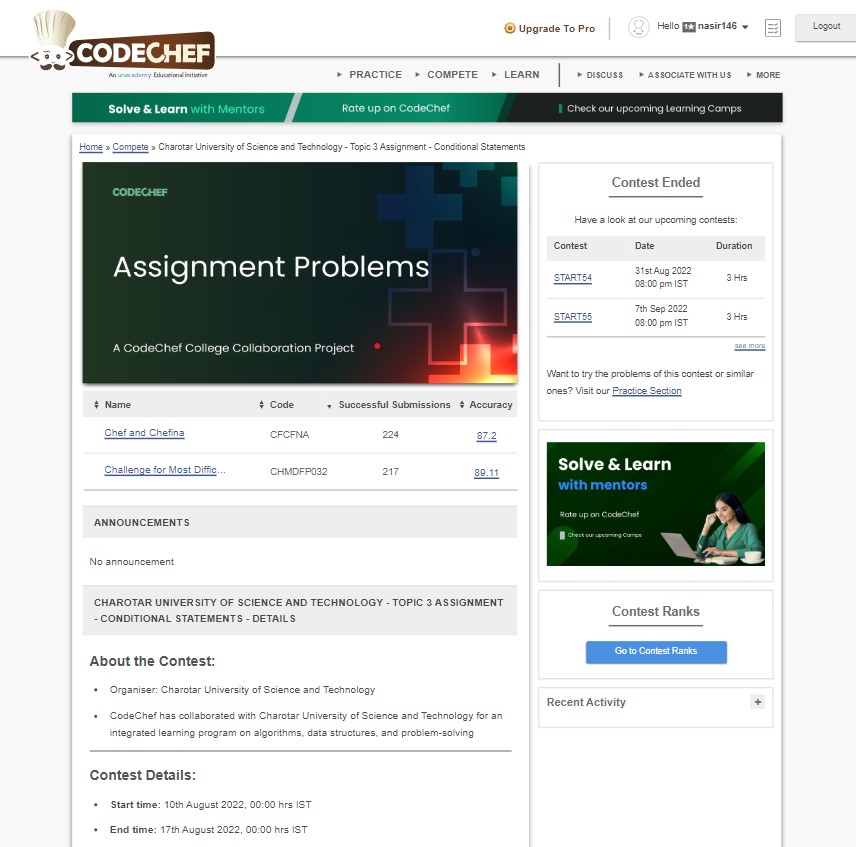 Upgrade To Pro
Hello 1★ nasir146
Logout
CODECHEF
An unacademy Educational Initiative
PRACTICE
COMPETE
LEARN
DISCUSS
ASSOCIATE WITH US
MORE
Solve & Learn with Mentors
Rate up on CodeChef
Check our upcoming Learning Camps
Home » Compete » Charotar University of Science and Technology - Topic 3 Assignment - Conditional Statements
CODECHEF
Assignment Problems
A CodeChef College Collaboration Project
Name Code Successful Submissions Accuracy
Chef and Chefina CFCFNA 224 87.2
Challenge for Most Diffic... CHMDFP032 217 89.11
ANNOUNCEMENTS
No announcement
CHAROTAR UNIVERSITY OF SCIENCE AND TECHNOLOGY - TOPIC 3 ASSIGNMENT
- CONDITIONAL STATEMENTS - DETAILS
About the Contest:
Organiser: Charotar University of Science and Technology
CodeChef has collaborated with Charotar University of Science and Technology for an
integrated learning program on algorithms, data structures, and problem-solving
Contest Details:
Start time: 10th August 2022, 00:00 hrs IST
End time: 17th August 2022, 00:00 hrs IST
Contest Ended
Have a look at our upcoming contests:
Contest Date Duration
START54 31st Aug 2022 3 Hrs
08:00 pm IST
START55 7th Sep 2022 3 Hrs
08:00 pm IST
see more
Want to try the problems of this contest or similar
ones? Visit our Practice Section
Solve & Learn
with mentors
Rate up on CodeChef
Check our upcoming Camps
Contest Ranks
Go to Contest Ranks
Recent Activity +